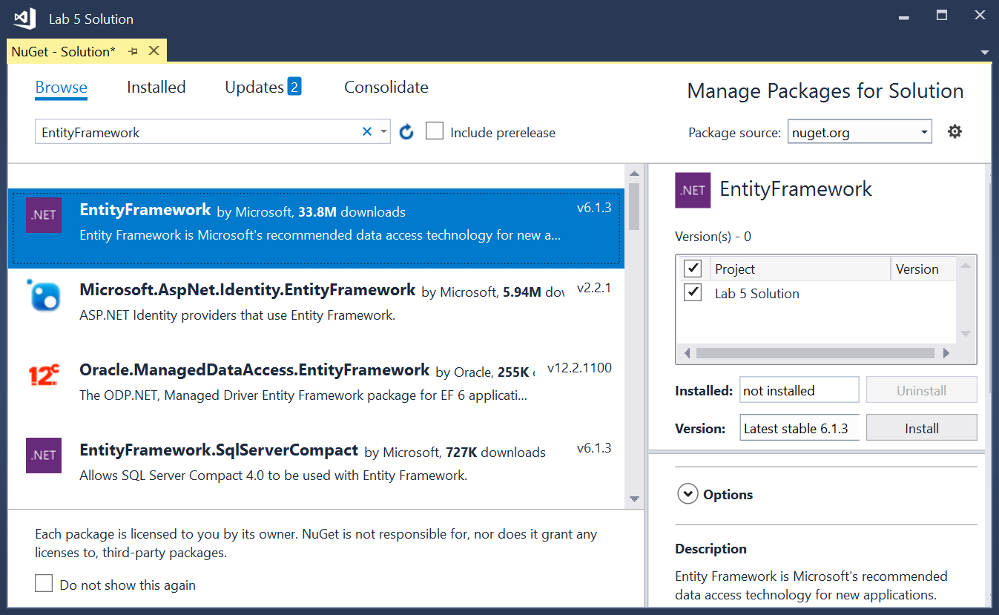 Lab 5 Solution
NuGet - Solution*
Browse Installed Updates 2 Consolidate
Manage Packages for Solution
EntityFramework
Include prerelease
Package source: nuget.org
.NET
EntityFramework by Microsoft, 33.8M downloads
v6.1.3
Entity Framework is Microsoft's recommended data access technology for new a...
Microsoft.AspNet.Identity.EntityFramework by Microsoft, 5.94M
v2.2.1
ASP.NET Identity providers that use Entity Framework.
12c
Oracle.ManagedDataAccess.EntityFramework by Oracle, 255K
v12.2.1100
The ODP.NET, Managed Driver Entity Framework package for EF 6 applicati...
.NET
EntityFramework.SqlServerCompact by Microsoft, 727K downloads
v6.1.3
Allows SQL Server Compact 4.0 to be used with Entity Framework.
Each package is licensed to you by its owner. NuGet is not responsible for, nor does it grant any
licenses to, third-party packages.
Do not show this again
.NET
EntityFramework
Version(s) - 0
Project Version
Lab 5 Solution
Installed: not installed Uninstall
Version: Latest stable 6.1.3 Install
Options
Description
Entity Framework is Microsoft's recommended
data access technology for new applications.